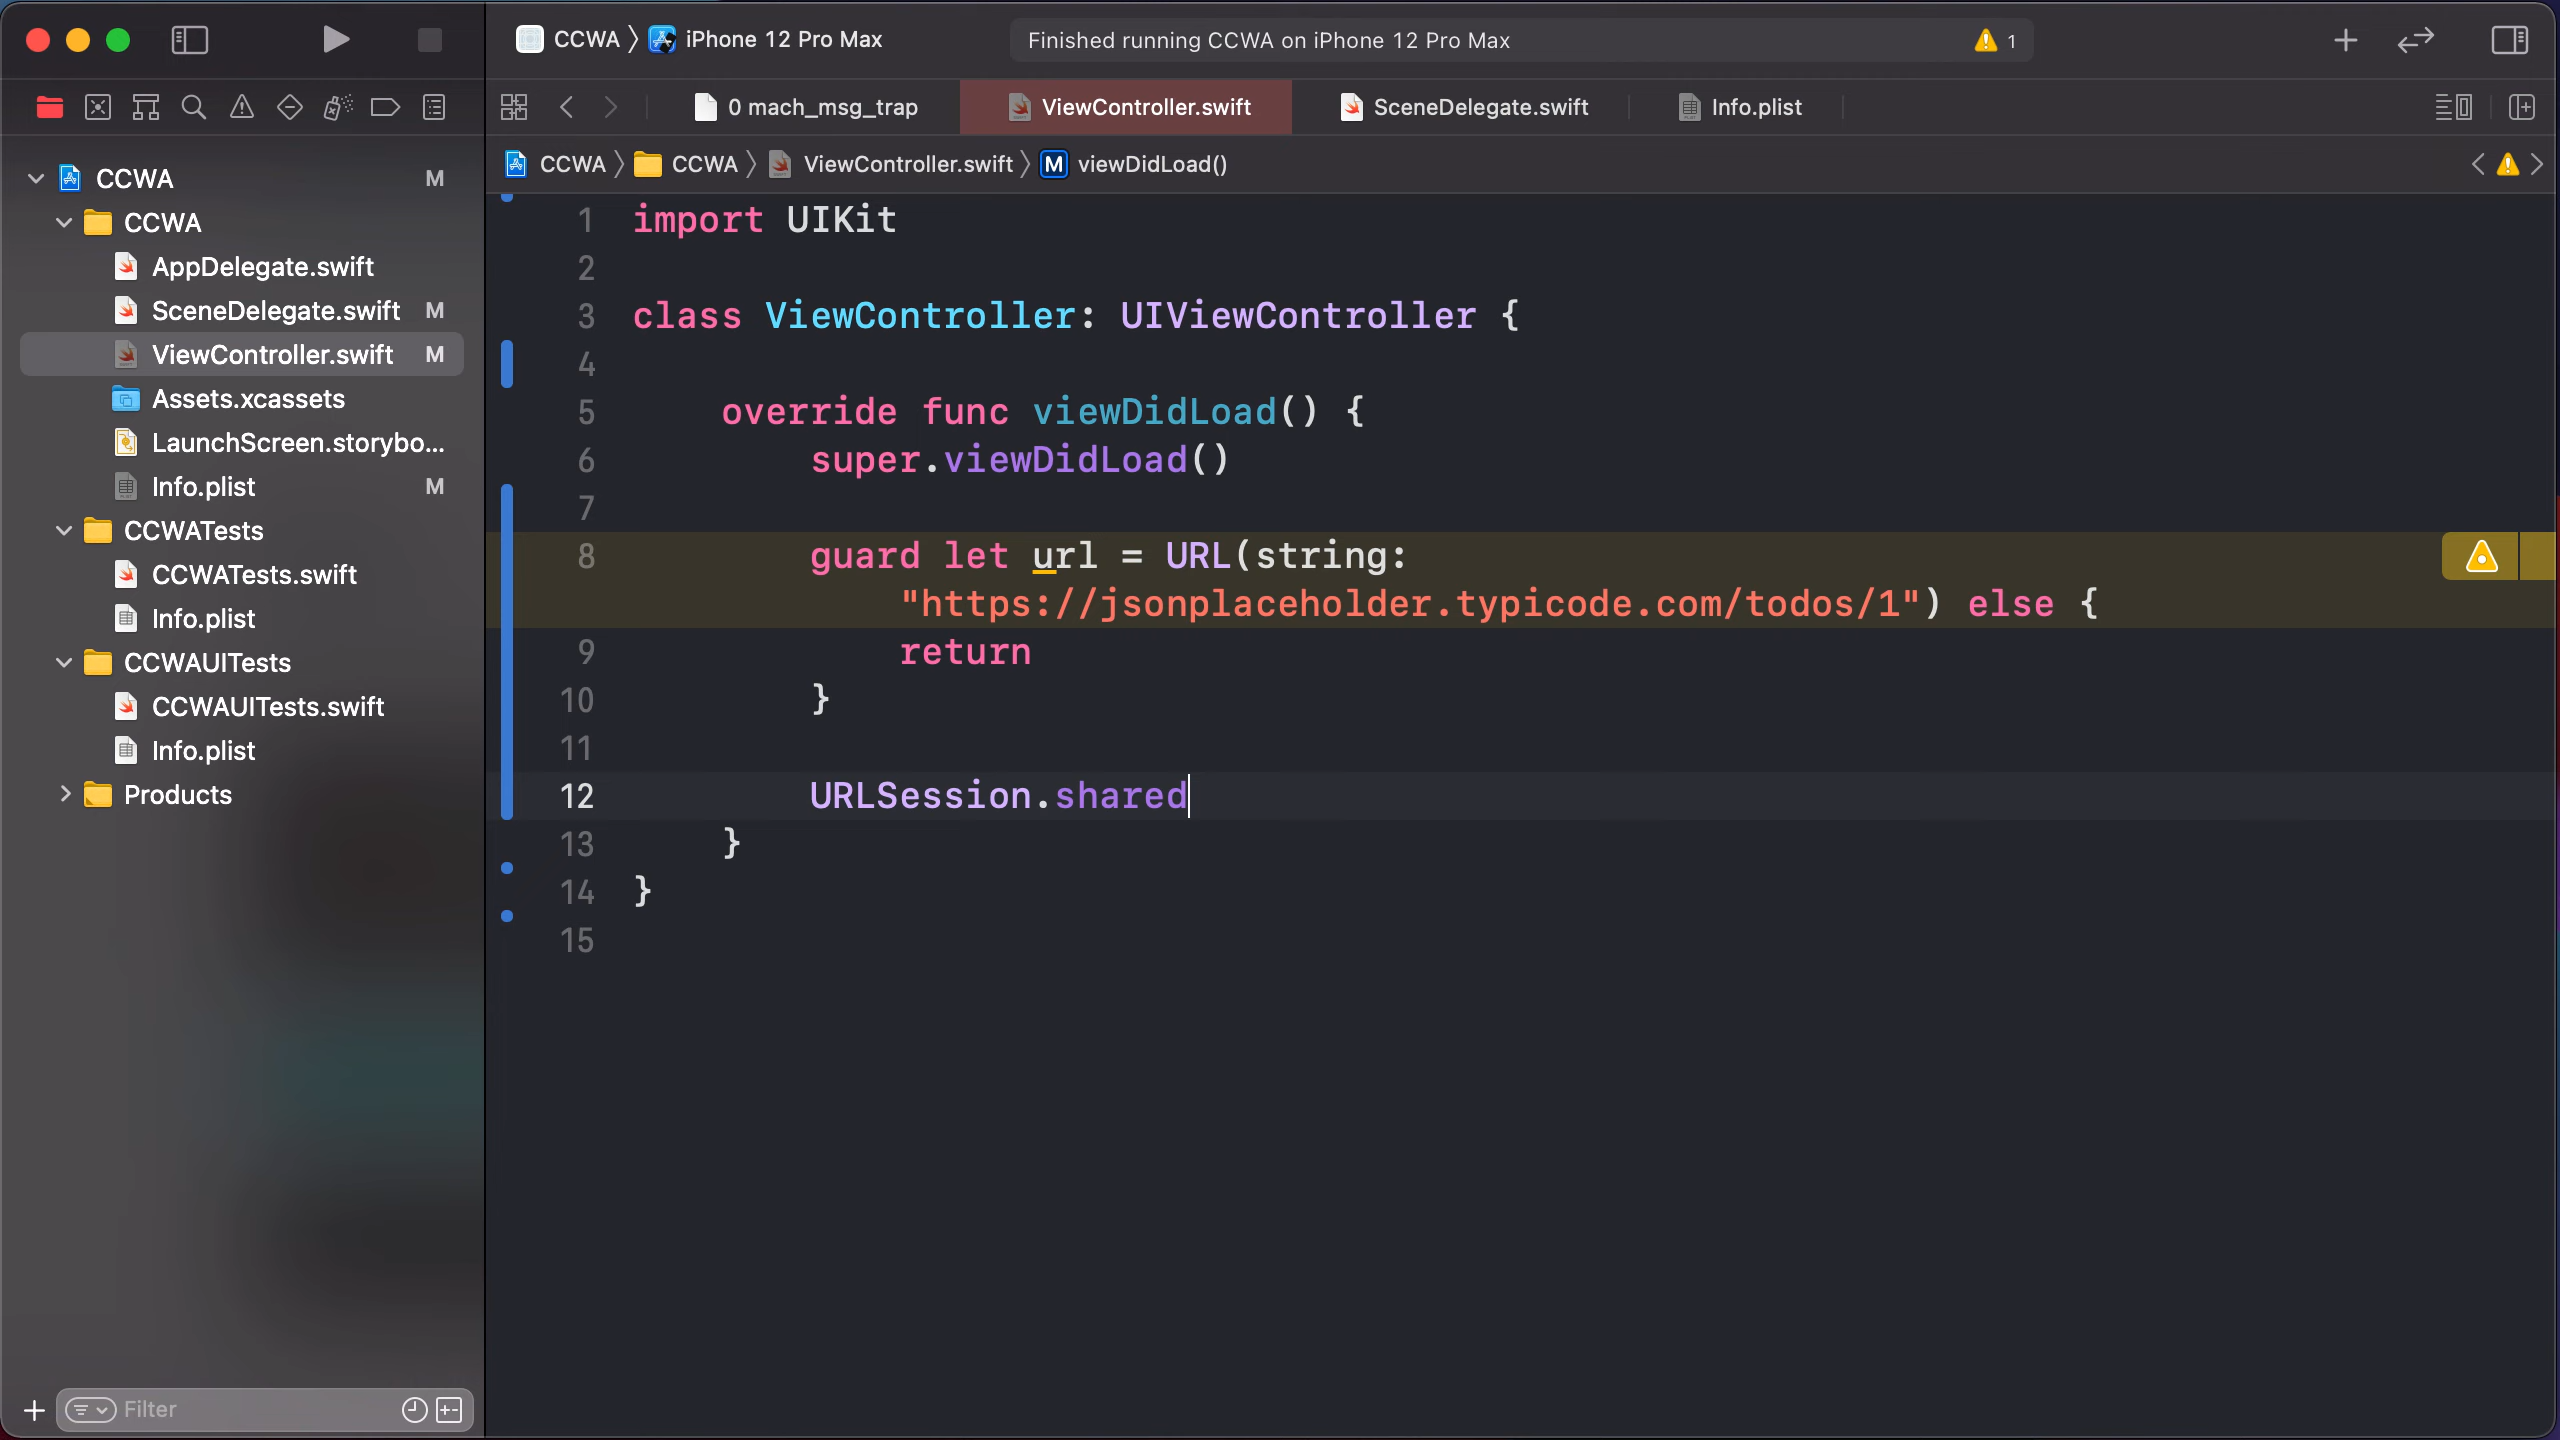 CCWA 〉 iPhone 12 Pro Max
Finished running CCWA on iPhone 12 Pro Max
1
0 mach_msg_trap
ViewController.swift
SceneDelegate.swift
Info.plist
CCWA 〉 CCWA 〉 ViewController.swift 〉 M viewDidLoad()
CCWA M
CCWA
AppDelegate.swift
SceneDelegate.swift M
ViewController.swift M
Assets.xcassets
LaunchScreen.storybo...
Info.plist M
CCWATests
CCWATests.swift
Info.plist
CCWAUITests
CCWAUITests.swift
Info.plist
Products
Filter
1 import UIKit
2
3 class ViewController: UIViewController {
4
5 override func viewDidLoad() {
6 super.viewDidLoad()
7
8 guard let url = URL(string:
"https://jsonplaceholder.typicode.com/todos/1") else {
9 return
10 }
11
12 URLSession.shared
13 }
14 }
15